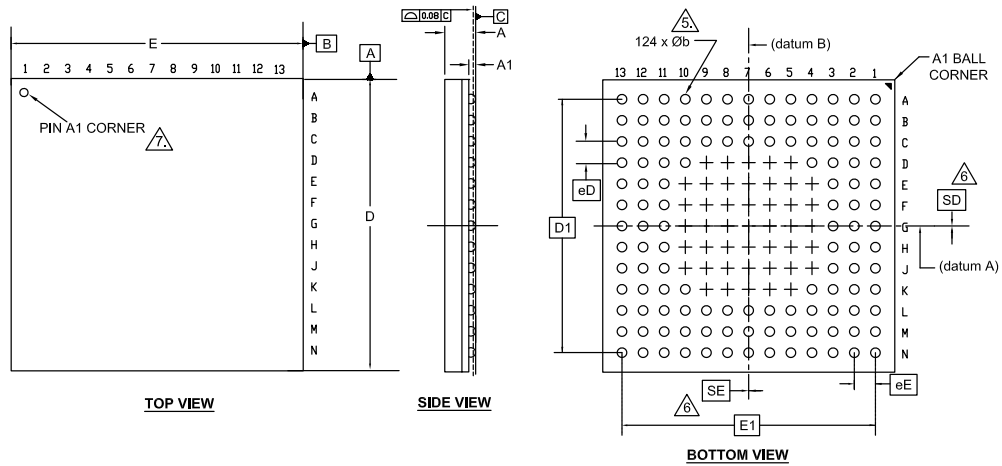 E
B
A
1 2 3 4 5 6 7 8 9 10 11 12 13
A
B
C
D
E
F
G
H
J
K
L
M
N
PIN A1 CORNER
7.
D
TOP VIEW
0.08 C
C
A
A1
SIDE VIEW
5.
124 x Øb
(datum B)
A1 BALL
CORNER
13 12 11 10 9 8 7 6 5 4 3 2 1
A
B
C
D
E
F
G
H
J
K
L
M
N
eD
D1
6
SD
(datum A)
SE
eE
6
E1
BOTTOM VIEW